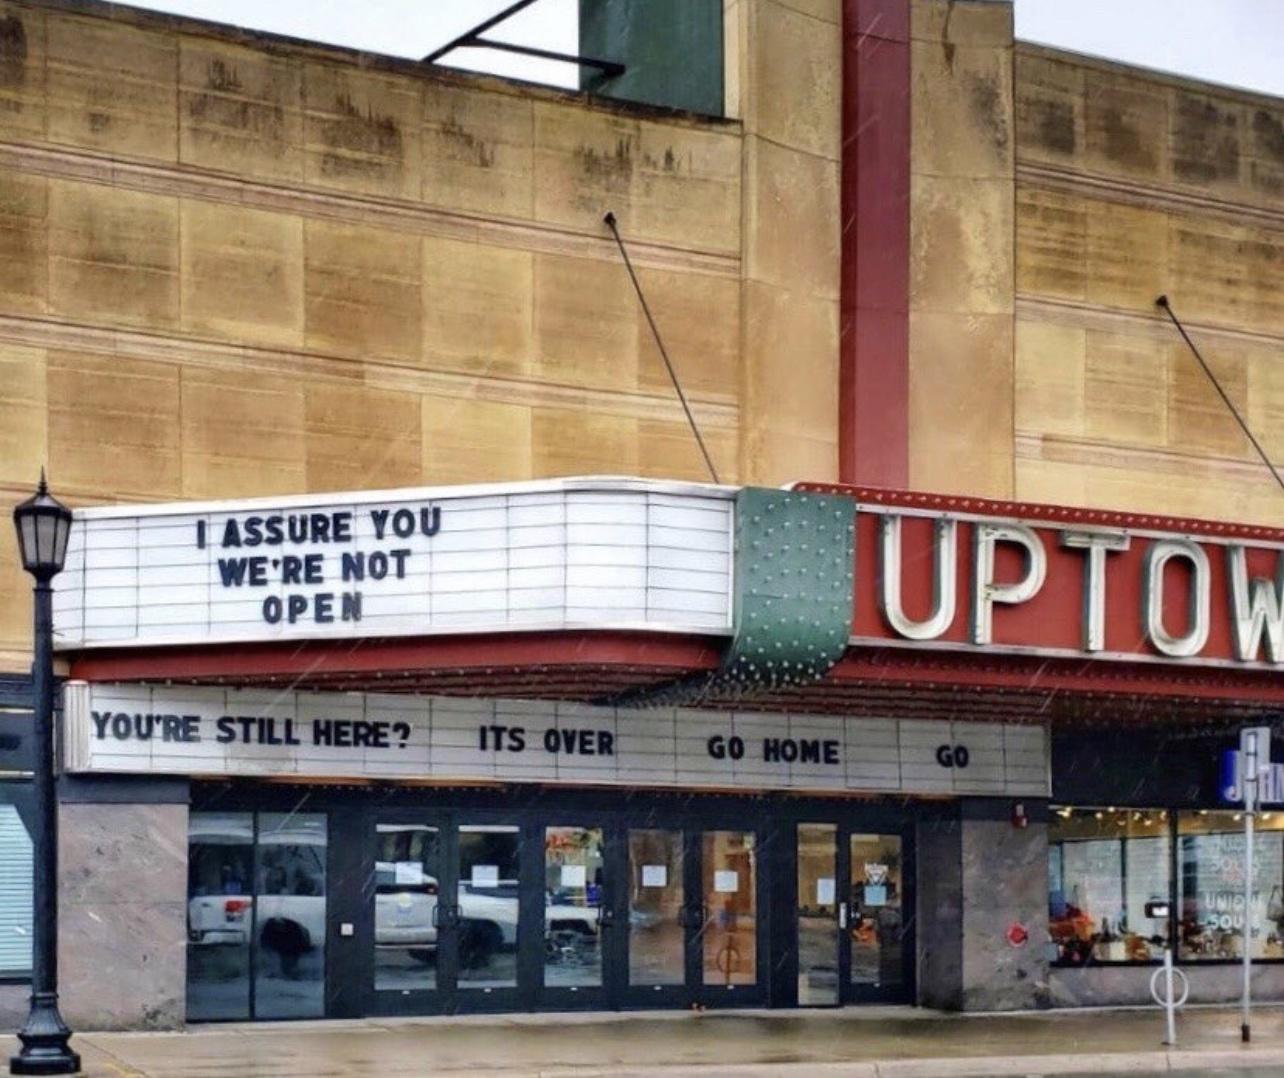 I ASSURE YOU
WE'RE NOT
OPEN
UPTOW
YOU'RE STILL HERE? ITS OVER GO HOME GO